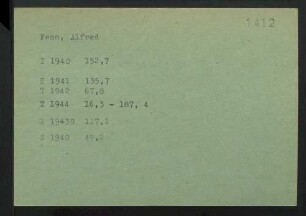 1412
Fenn, Alfred
I 1940 152,7
I 1941 135,7
I 1942 67,8
I 1944 16,3 - 187, 4
S 1940 49,2